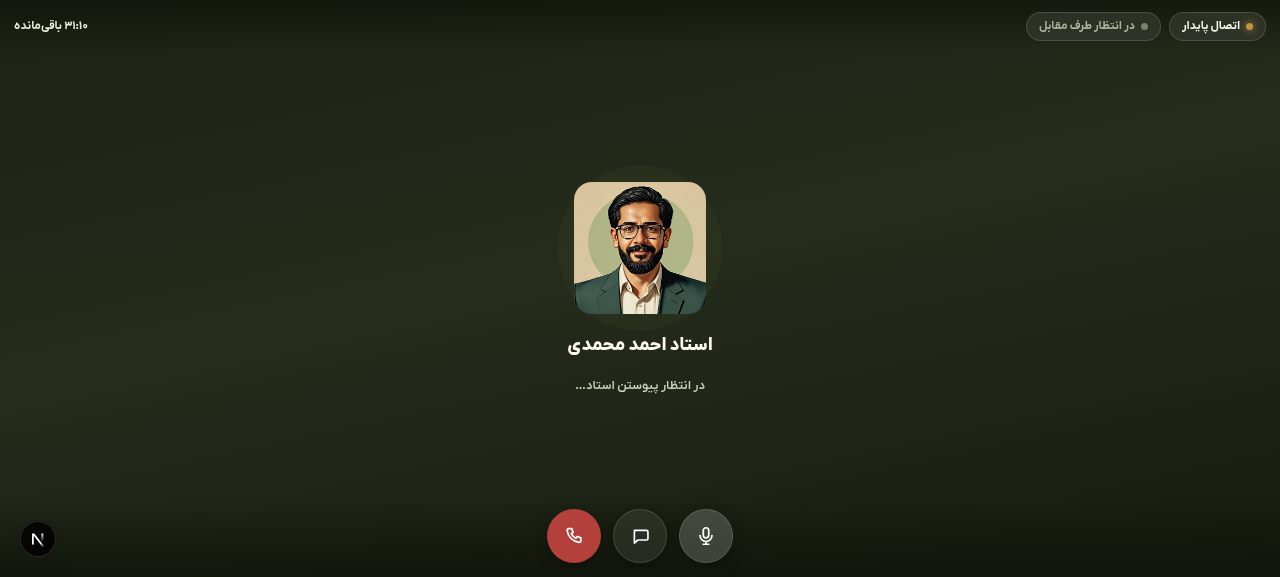 اتصال پایدار
در انتظار طرف مقابل
۳۱:۱۰ باقی‌مانده
استاد احمد محمدی
در انتظار پیوستن استاد...
N